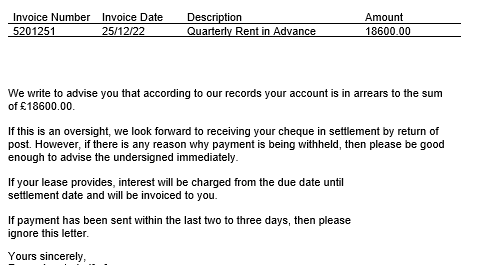 Invoice Number Invoice Date Description Amount
5201251 25/12/22 Quarterly Rent in Advance 18600.00
We write to advise you that according to our records your account is in arrears to the sum
of £18600.00.
If this is an oversight, we look forward to receiving your cheque in settlement by return of
post. However, if there is any reason why payment is being withheld, then please be good
enough to advise the undersigned immediately.
If your lease provides, interest will be charged from the due date until
settlement date and will be invoiced to you.
If payment has been sent within the last two to three days, then please
ignore this letter.
Yours sincerely,